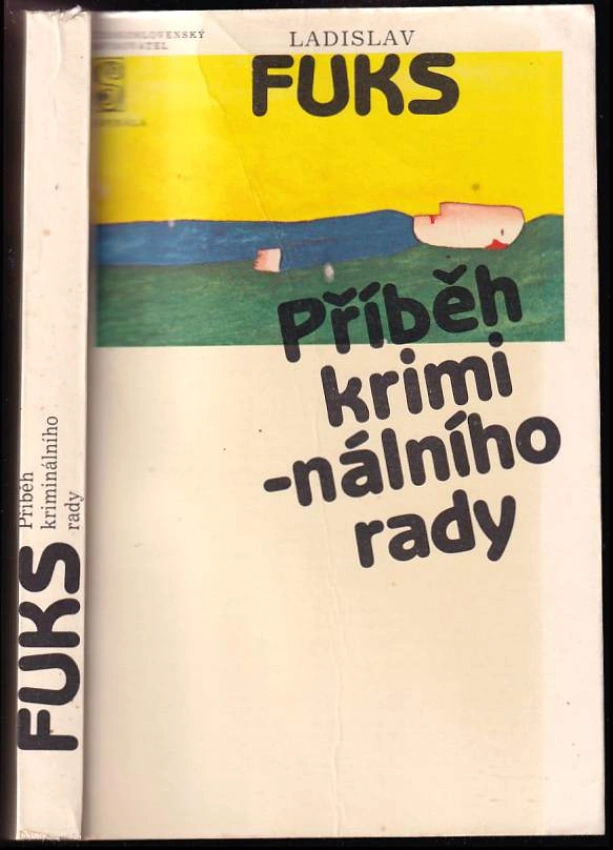 LADISLAV
FUKS
Příběh
krimi
-nálního
rady
FUKS
Příběh
kriminálního
rady